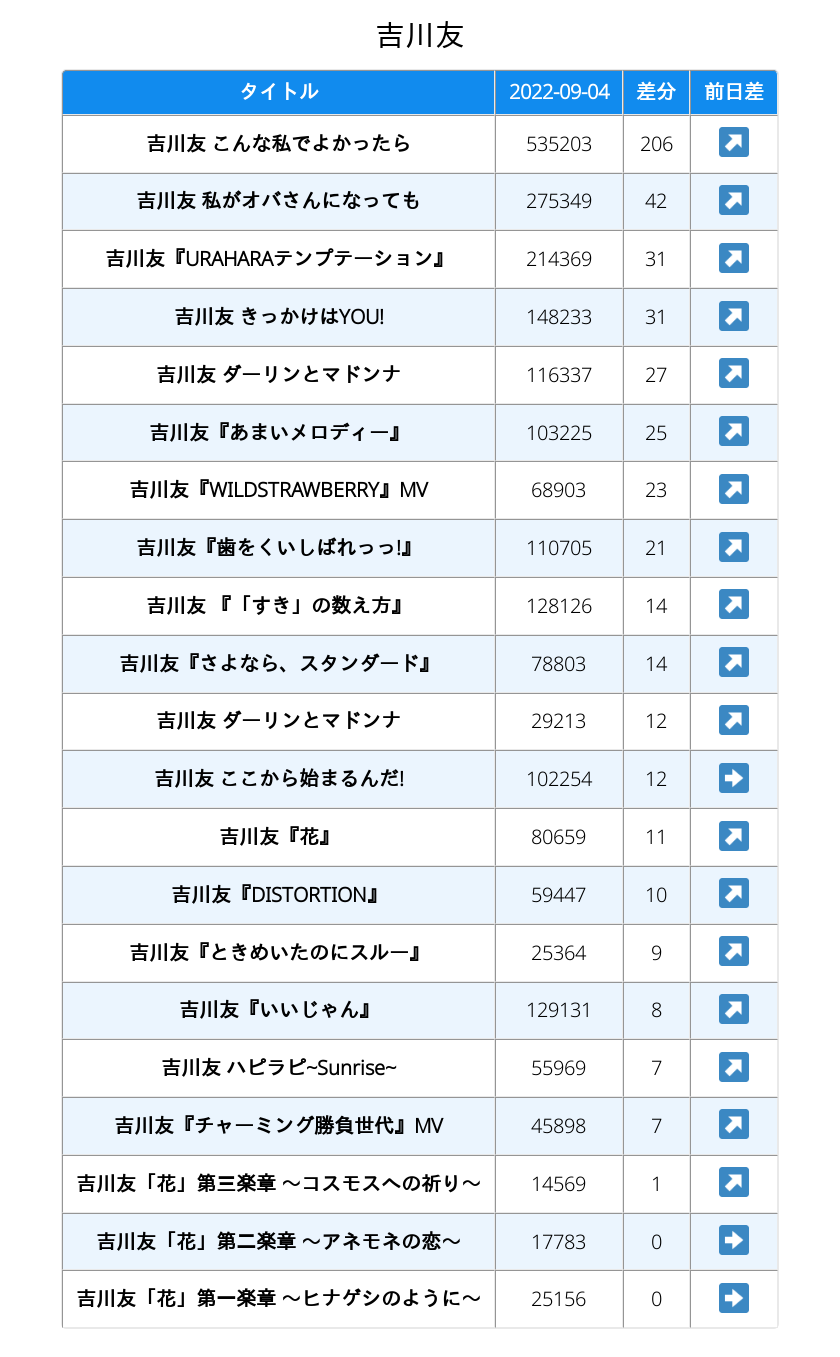 吉川友
タイトル 2022-09-04 差分 前日差
吉川友 こんな私でよかったら 535203 206 ↗
吉川友 私がオバさんになっても 275349 42 ↗
吉川友『URAHARAテンプテーション』 214369 31 ↗
吉川友 きっかけはYOU! 148233 31 ↗
吉川友 ダーリンとマドンナ 116337 27 ↗
吉川友『あまいメロディー』 103225 25 ↗
吉川友『WILDSTRAWBERRY』MV 68903 23 ↗
吉川友『歯をくいしばれっっ!』 110705 21 ↗
吉川友 『「すき」の数え方』 128126 14 ↗
吉川友『さよなら、スタンダード』 78803 14 ↗
吉川友 ダーリンとマドンナ 29213 12 ↗
吉川友 ここから始まるんだ! 102254 12 ➡
吉川友『花』 80659 11 ↗
吉川友『DISTORTION』 59447 10 ↗
吉川友『ときめいたのにスルー』 25364 9 ↗
吉川友『いいじゃん』 129131 8 ↗
吉川友 ハピラピ~Sunrise~ 55969 7 ↗
吉川友『チャーミング勝負世代』MV 45898 7 ↗
吉川友「花」第三楽章 〜コスモスへの祈り〜 14569 1 ↗
吉川友「花」第二楽章 〜アネモネの恋〜 17783 0 ➡
吉川友「花」第一楽章 〜ヒナゲシのように〜 25156 0 ➡